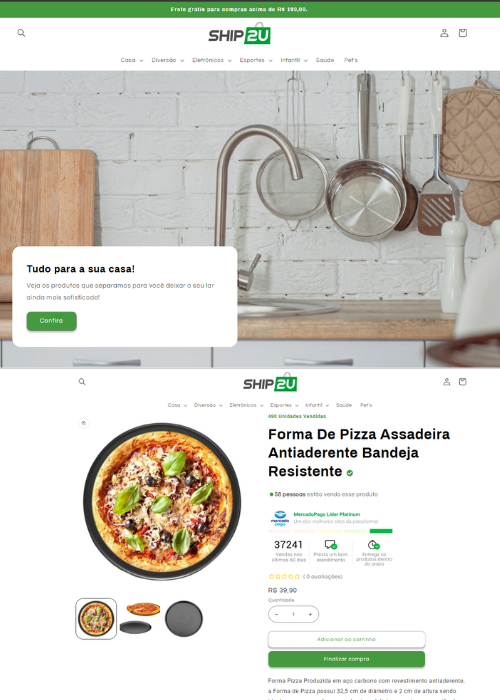 Frete grátis para compras acima de R$ 199,00.
SHIP2U
Casa Diversão Eletrônicos Esportes Infantil Saúde Pet's
Tudo para a sua casa!
Veja os produtos que separamos para você deixar o seu lar
ainda mais sofisticado!
Confira
SHIP2U
Casa Diversão Eletrônicos Esportes Infantil Saúde Pet's
Unidades Vendidas
Forma De Pizza Assadeira
Antiaderente Bandeja
Resistente
58 pessoas estão vendo esse produto
mercado pago
MercadoPago Líder Platinum
Um dos melhores sites da plataforma!
37241
Vendas nos últimos 60 dias
Presta um bom atendimento
Entrega os produtos dentro do prazo
( 0 avaliações)
R$ 39,90
Quantidade
− 1 +
Adicionar ao carrinho
Finalizar compra
Forma Pizza Produzida em aço carbono com revestimento antiaderente,
a Forma de Pizza possui 32,5 cm de diâmetro e 2 cm de altura sendo